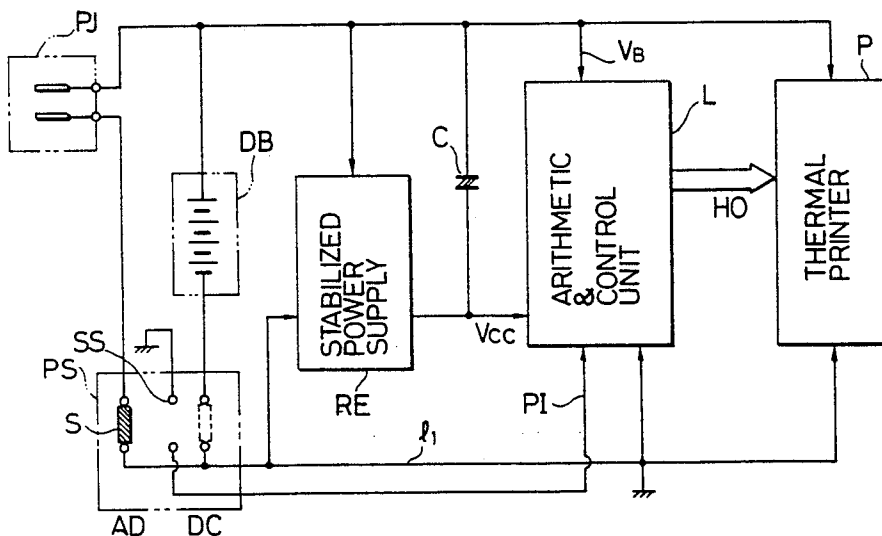 PJ
P
VB
L
C
DB
HO
STABILIZED
POWER
SUPPLY
ARITHMETIC
& CONTROL
UNIT
THERMAL
PRINTER
SS
Vcc
PS
RE
PI
S
ℓ1
AD
DC